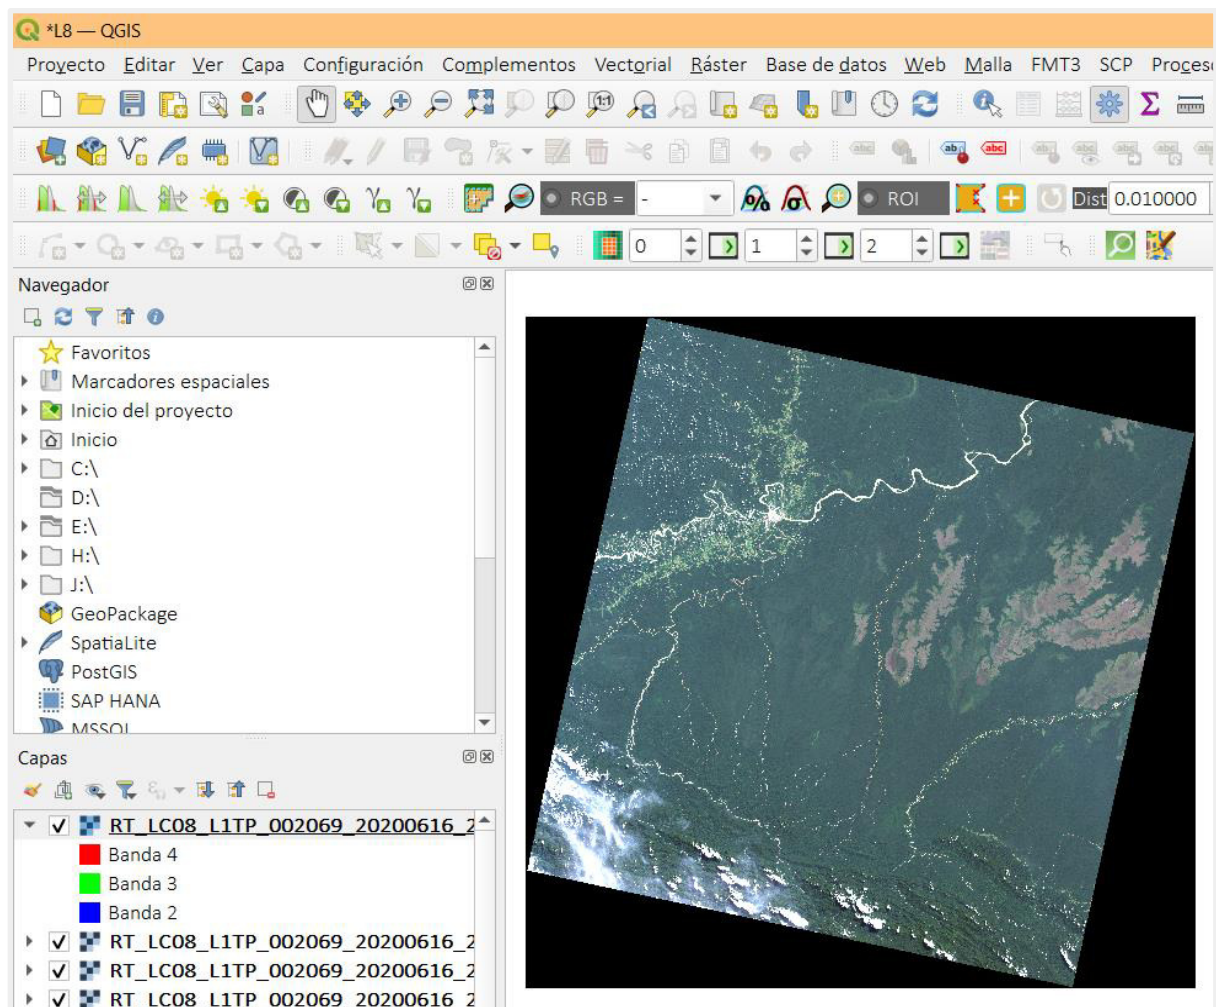 *L8 — QGIS
Proyecto Editar Ver Capa Configuración Complementos Vectorial Ráster Base de datos Web Malla FMT3 SCP Proces
RGB = - ROI Dist 0.010000
0 1 2
Navegador
Favoritos
Marcadores espaciales
Inicio del proyecto
Inicio
C:\
D:\
E:\
H:\
J:\
GeoPackage
SpatiaLite
PostGIS
SAP HANA
MSSQL
Capas
RT_LC08_L1TP_002069_20200616_2
Banda 4
Banda 3
Banda 2
RT_LC08_L1TP_002069_20200616_2
RT_LC08_L1TP_002069_20200616_2
RT_LC08_L1TP_002069_20200616_2